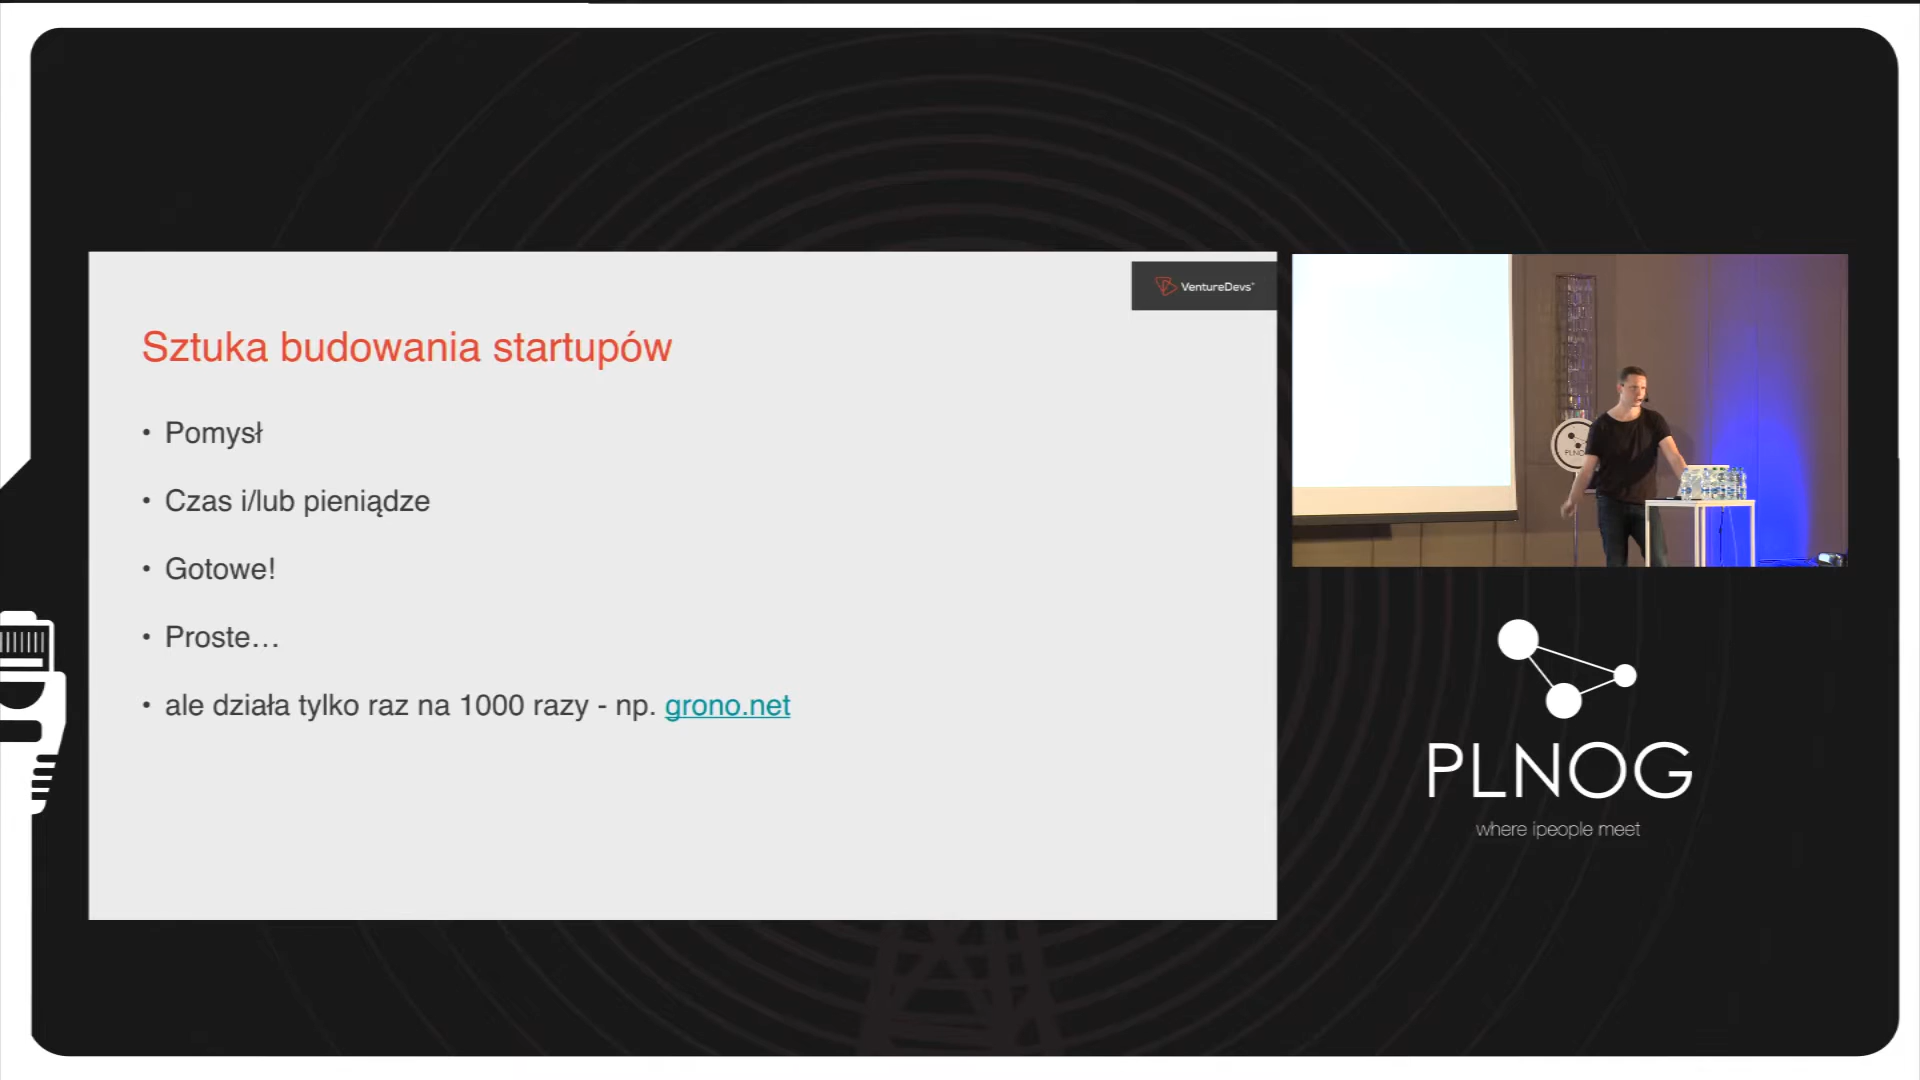 VentureDevs
Sztuka budowania startupów
• Pomysł
• Czas i/lub pieniądze
• Gotowe!
• Proste…
• ale działa tylko raz na 1000 razy - np. grono.net
PLNOG
where ipeople meet